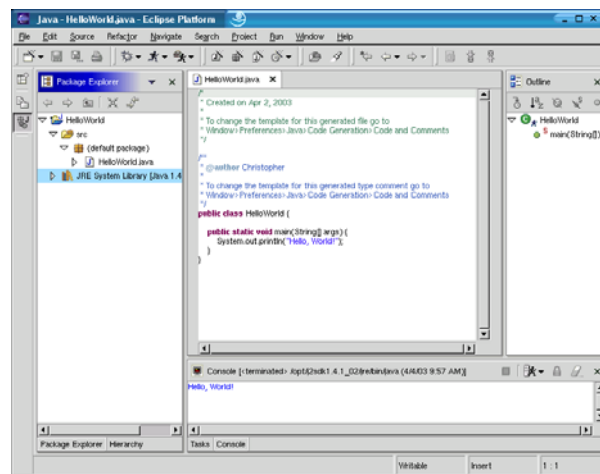 Java - HelloWorld.java - Eclipse Platform
File Edit Source Refactor Navigate Search Project Run Window Help
Package Explorer
HelloWorld
src
(default package)
HelloWorld.java
JRE System Library [Java 1.4
HelloWorld.java
/*
* Created on Apr 2, 2003
*
* To change the template for this generated file go to
* Window>Preferences>Java>Code Generation>Code and Comments
*/
/**
* @author Christopher
*
* To change the template for this generated type comment go to
* Window>Preferences>Java>Code Generation>Code and Comments
*/
public class HelloWorld {
public static void main(String[] args) {
System.out.println("Hello, World!");
}
}
Outline
HelloWorld
main(String[])
Console [<terminated> /opt/j2sdk1.4.1_02/jre/bin/java (4/4/03 9:57 AM)]
Hello, World!
Package Explorer Hierarchy
Tasks Console
Writable Insert 1 : 1